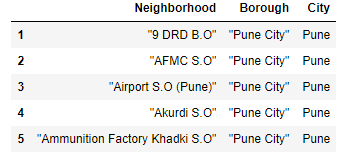 Neighborhood Borough City
1 "9 DRD B.O" "Pune City" Pune
2 "AFMC S.O" "Pune City" Pune
3 "Airport S.O (Pune)" "Pune City" Pune
4 "Akurdi S.O" "Pune City" Pune
5 "Ammunition Factory Khadki S.O" "Pune City" Pune